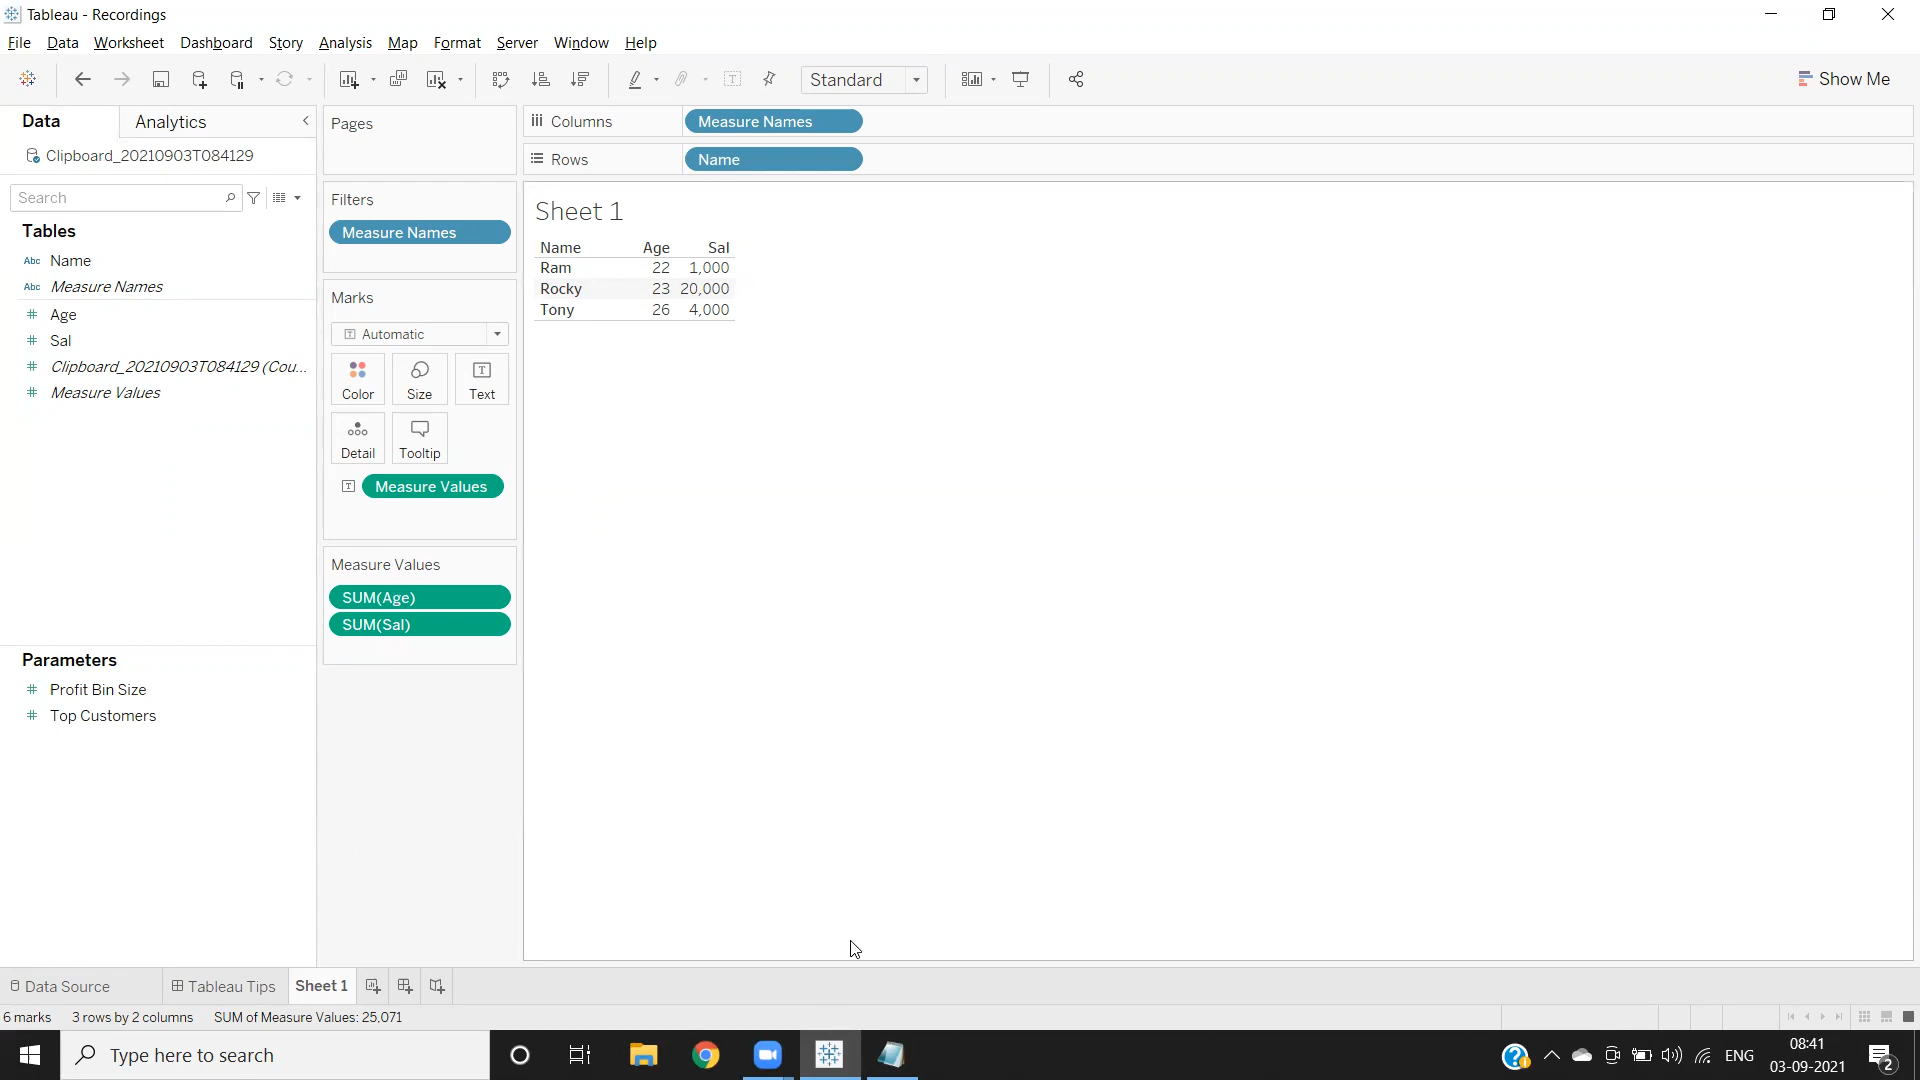 Tableau - Recordings
File Data Worksheet Dashboard Story Analysis Map Format Server Window Help
Standard
Show Me
Data Analytics
Clipboard_20210903T084129
Search
Tables
Abc Name
Abc Measure Names
# Age
# Sal
# Clipboard_20210903T084129 (Cou...
# Measure Values
Parameters
# Profit Bin Size
# Top Customers
Pages
Filters
Measure Names
Marks
T Automatic
Color Size Text
Detail Tooltip
T Measure Values
Measure Values
SUM(Age)
SUM(Sal)
Columns Measure Names
Rows Name
Sheet 1
Name Age Sal
Ram 22 1,000
Rocky 23 20,000
Tony 26 4,000
Data Source Tableau Tips Sheet 1
6 marks 3 rows by 2 columns SUM of Measure Values: 25,071
Type here to search
ENG
08:41
03-09-2021
2